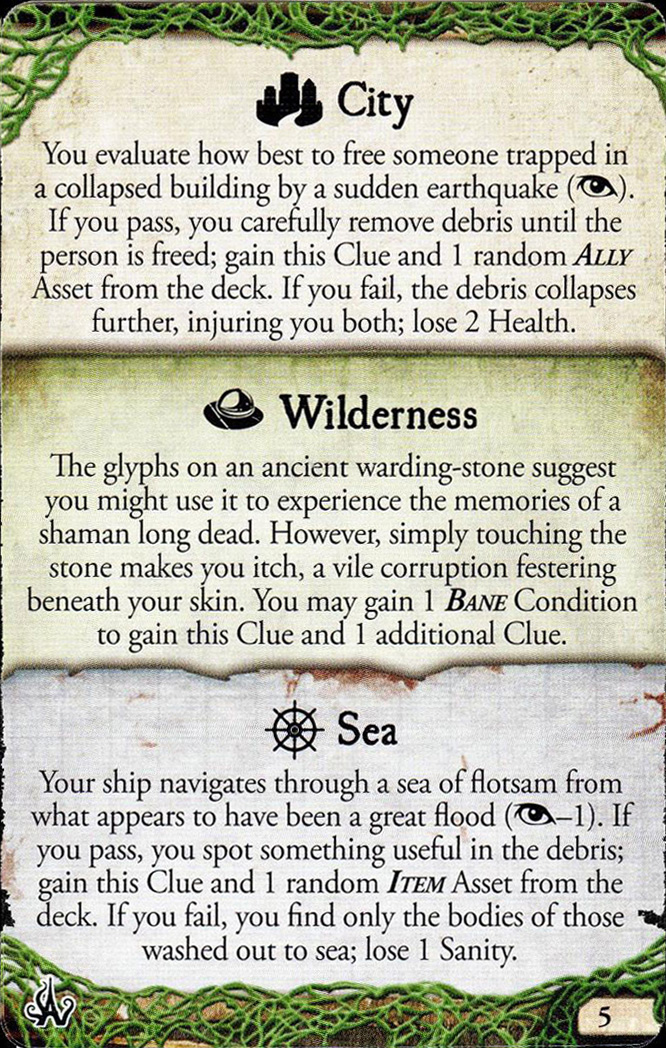 City
You evaluate how best to free someone trapped in
a collapsed building by a sudden earthquake ( ).
If you pass, you carefully remove debris until the
person is freed; gain this Clue and 1 random ALLY
Asset from the deck. If you fail, the debris collapses
further, injuring you both; lose 2 Health.
Wilderness
The glyphs on an ancient warding-stone suggest
you might use it to experience the memories of a
shaman long dead. However, simply touching the
stone makes you itch, a vile corruption festering
beneath your skin. You may gain 1 BANE Condition
to gain this Clue and 1 additional Clue.
Sea
Your ship navigates through a sea of flotsam from
what appears to have been a great flood ( –1). If
you pass, you spot something useful in the debris;
gain this Clue and 1 random ITEM Asset from the
deck. If you fail, you find only the bodies of those
washed out to sea; lose 1 Sanity.
5